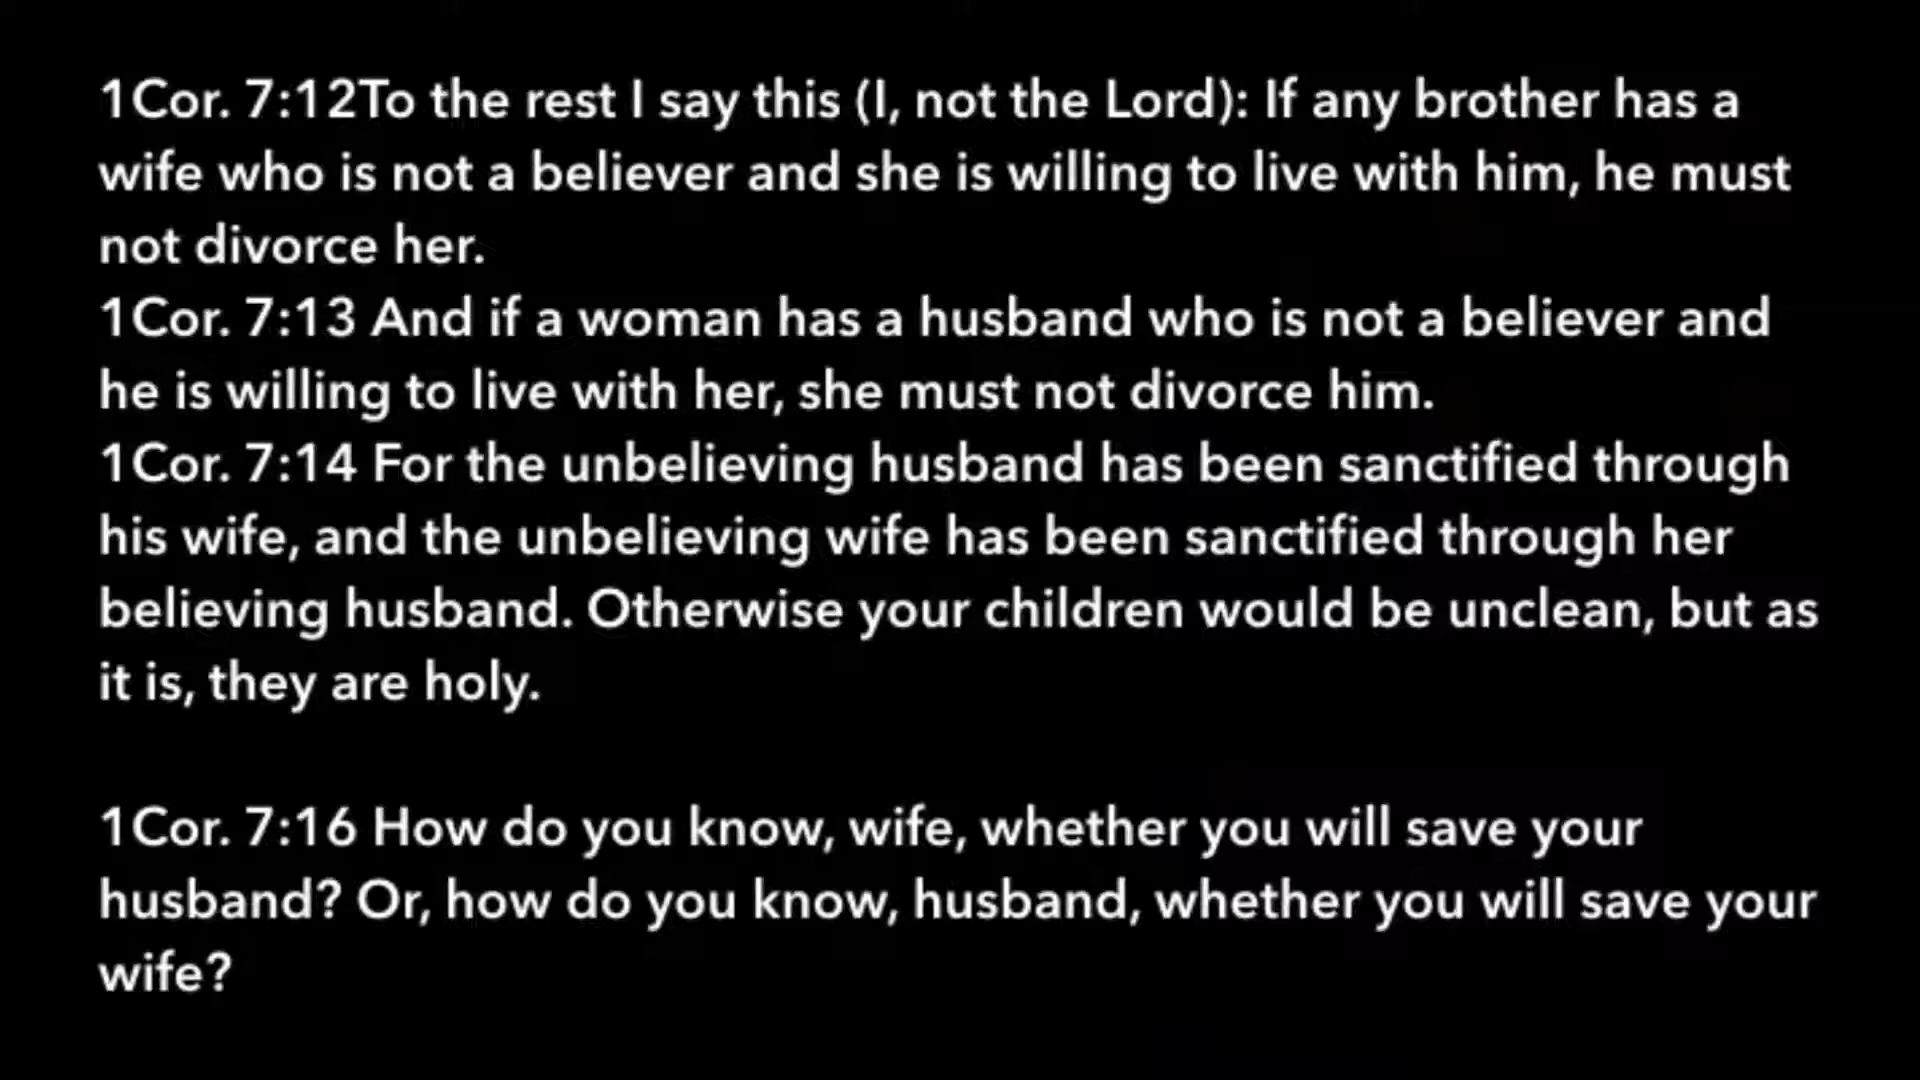 1Cor. 7:12To the rest I say this (I, not the Lord): If any brother has a
wife who is not a believer and she is willing to live with him, he must
not divorce her.
1Cor. 7:13 And if a woman has a husband who is not a believer and
he is willing to live with her, she must not divorce him.
1Cor. 7:14 For the unbelieving husband has been sanctified through
his wife, and the unbelieving wife has been sanctified through her
believing husband. Otherwise your children would be unclean, but as
it is, they are holy.
1Cor. 7:16 How do you know, wife, whether you will save your
husband? Or, how do you know, husband, whether you will save your
wife?